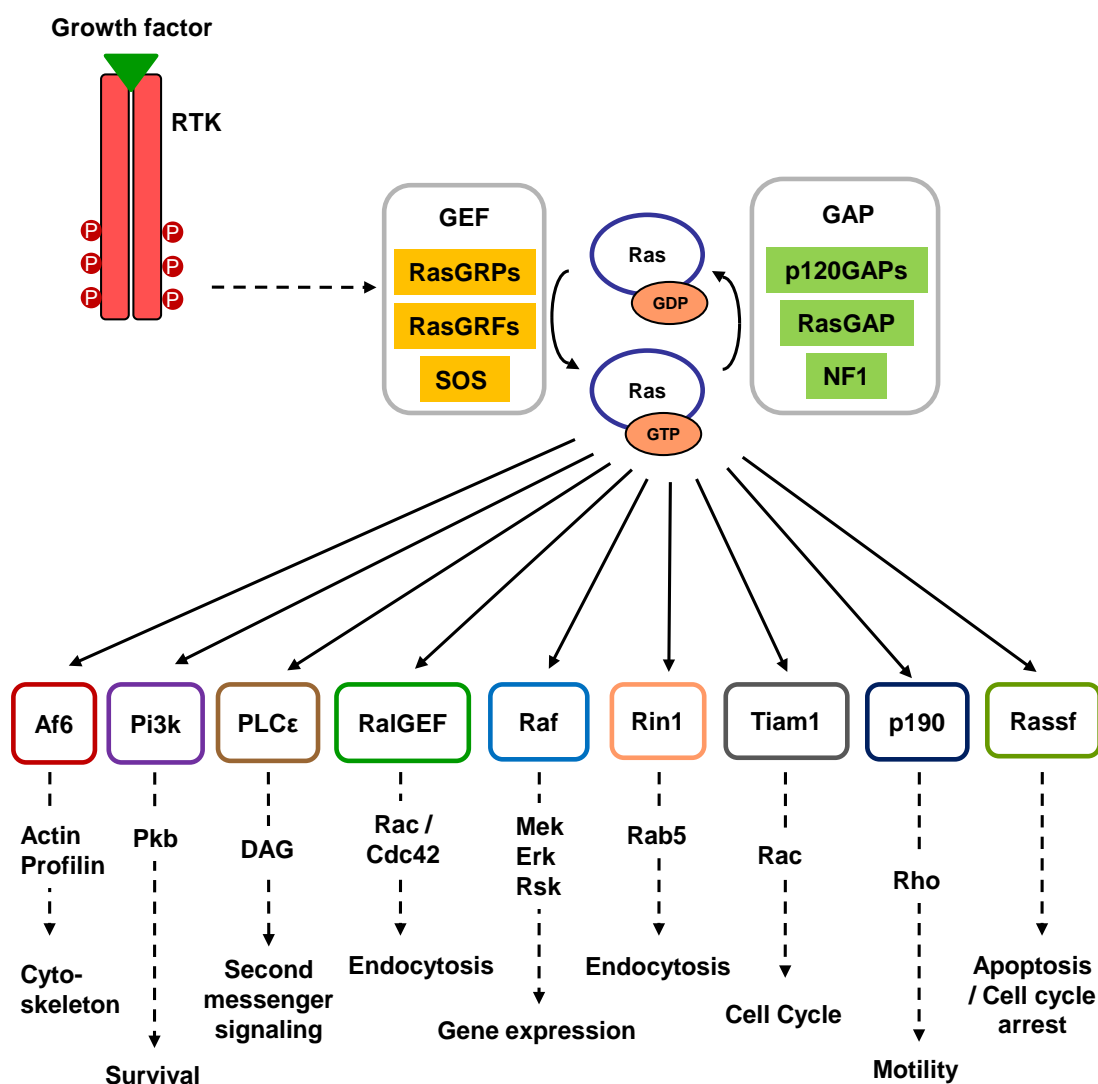 Growth factor
RTK
P
P
P
P
P
P
GEF
RasGRPs
RasGRFs
SOS
Ras
GDP
Ras
GTP
GAP
p120GAPs
RasGAP
NF1
Af6
Pi3k
PLCε
RalGEF
Raf
Rin1
Tiam1
p190
Rassf
Actin
Profilin
Pkb
DAG
Rac /
Cdc42
Mek
Erk
Rsk
Rab5
Rac
Rho
Cyto-
skeleton
Survival
Second
messenger
signaling
Endocytosis
Gene expression
Endocytosis
Cell Cycle
Motility
Apoptosis
/ Cell cycle
arrest